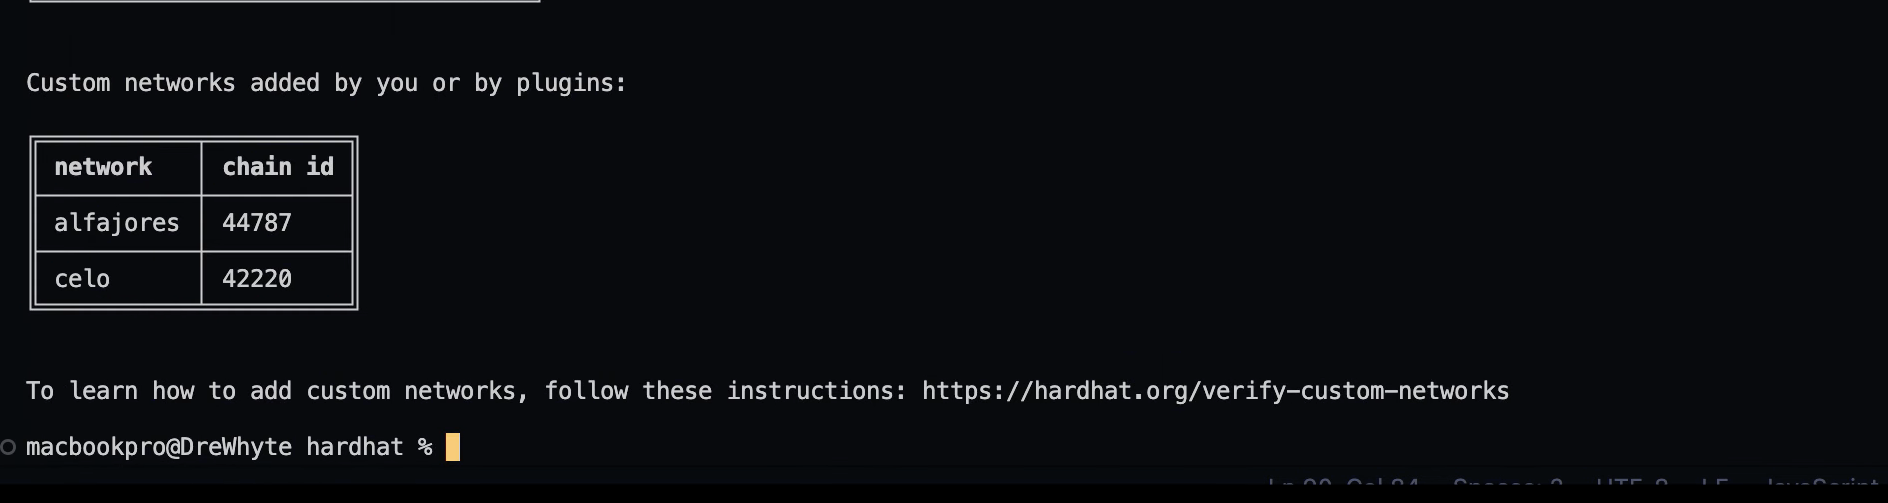 Custom networks added by you or by plugins:
network chain id
alfajores 44787
celo 42220
To learn how to add custom networks, follow these instructions: https://hardhat.org/verify-custom-networks
macbookpro@DreWhyte hardhat %